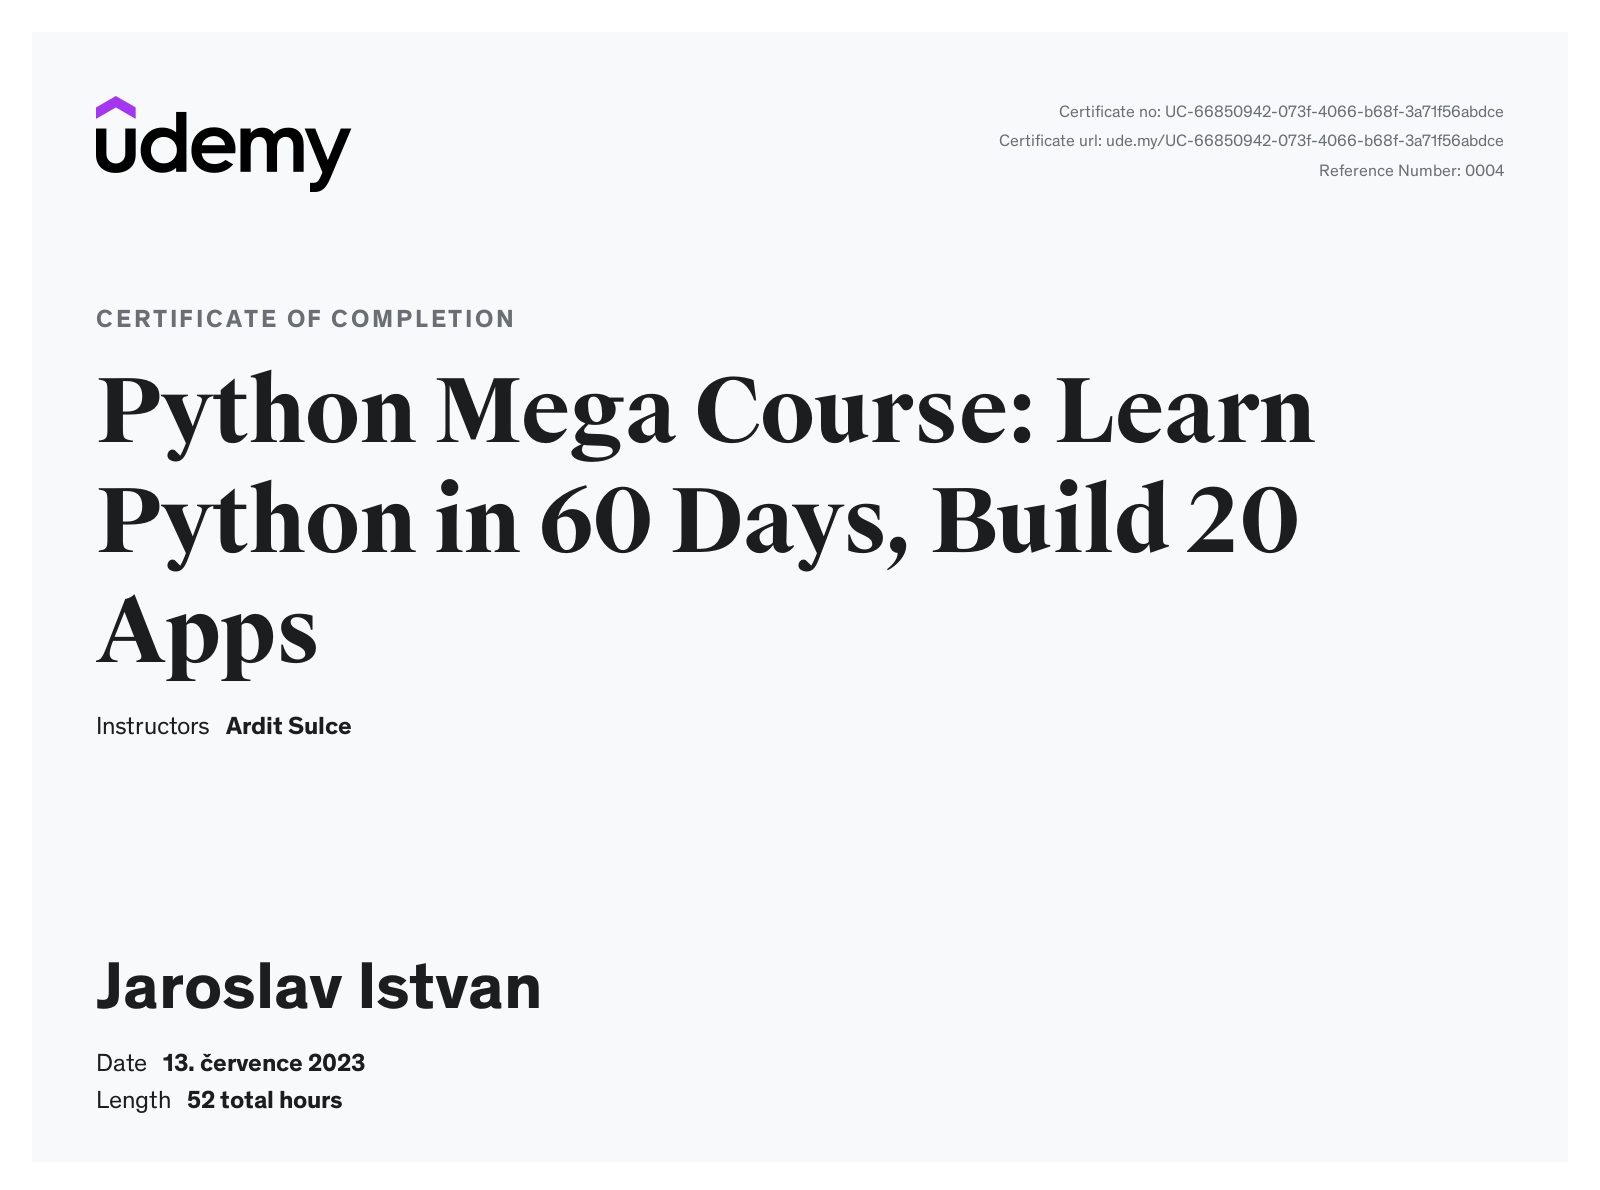 udemy
Certificate no: UC-66850942-073f-4066-b68f-3a71f56abdce
Certificate url: ude.my/UC-66850942-073f-4066-b68f-3a71f56abdce
Reference Number: 0004
CERTIFICATE OF COMPLETION
Python Mega Course: Learn
Python in 60 Days, Build 20
Apps
Instructors Ardit Sulce
Jaroslav Istvan
Date 13. července 2023
Length 52 total hours